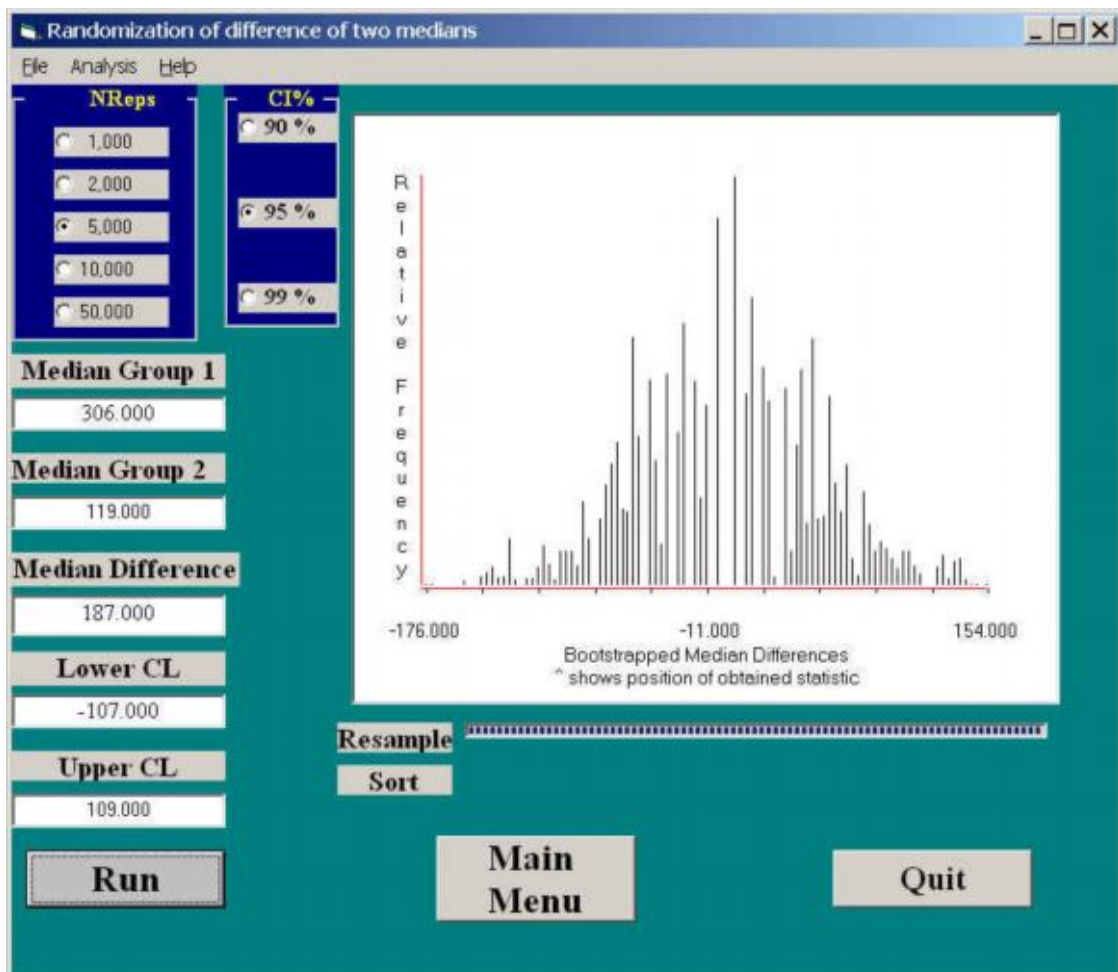 Randomization of difference of two medians
File Analysis Help
NReps
1,000
2,000
5,000
10,000
50,000
CI%
90 %
95 %
99 %
Median Group 1
306.000
Median Group 2
119.000
Median Difference
187.000
Lower CL
-107.000
Upper CL
109.000
Run
Relative Frequency
-176.000 -11.000 154.000
Bootstrapped Median Differences
^ shows position of obtained statistic
Resample
Sort
Main
Menu
Quit